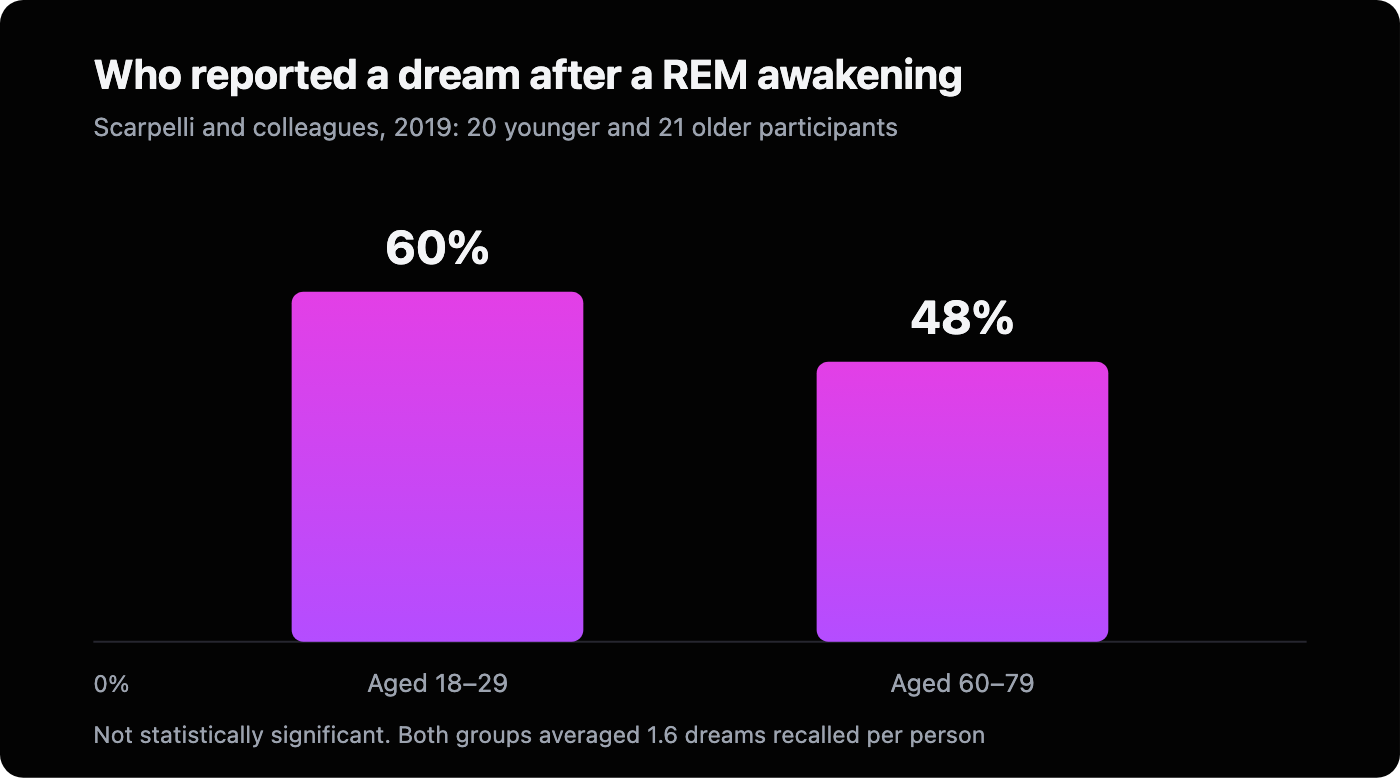 Who reported a dream after a REM awakening
Scarpelli and colleagues, 2019: 20 younger and 21 older participants
60%
48%
0%
Aged 18–29
Aged 60–79
Not statistically significant. Both groups averaged 1.6 dreams recalled per person